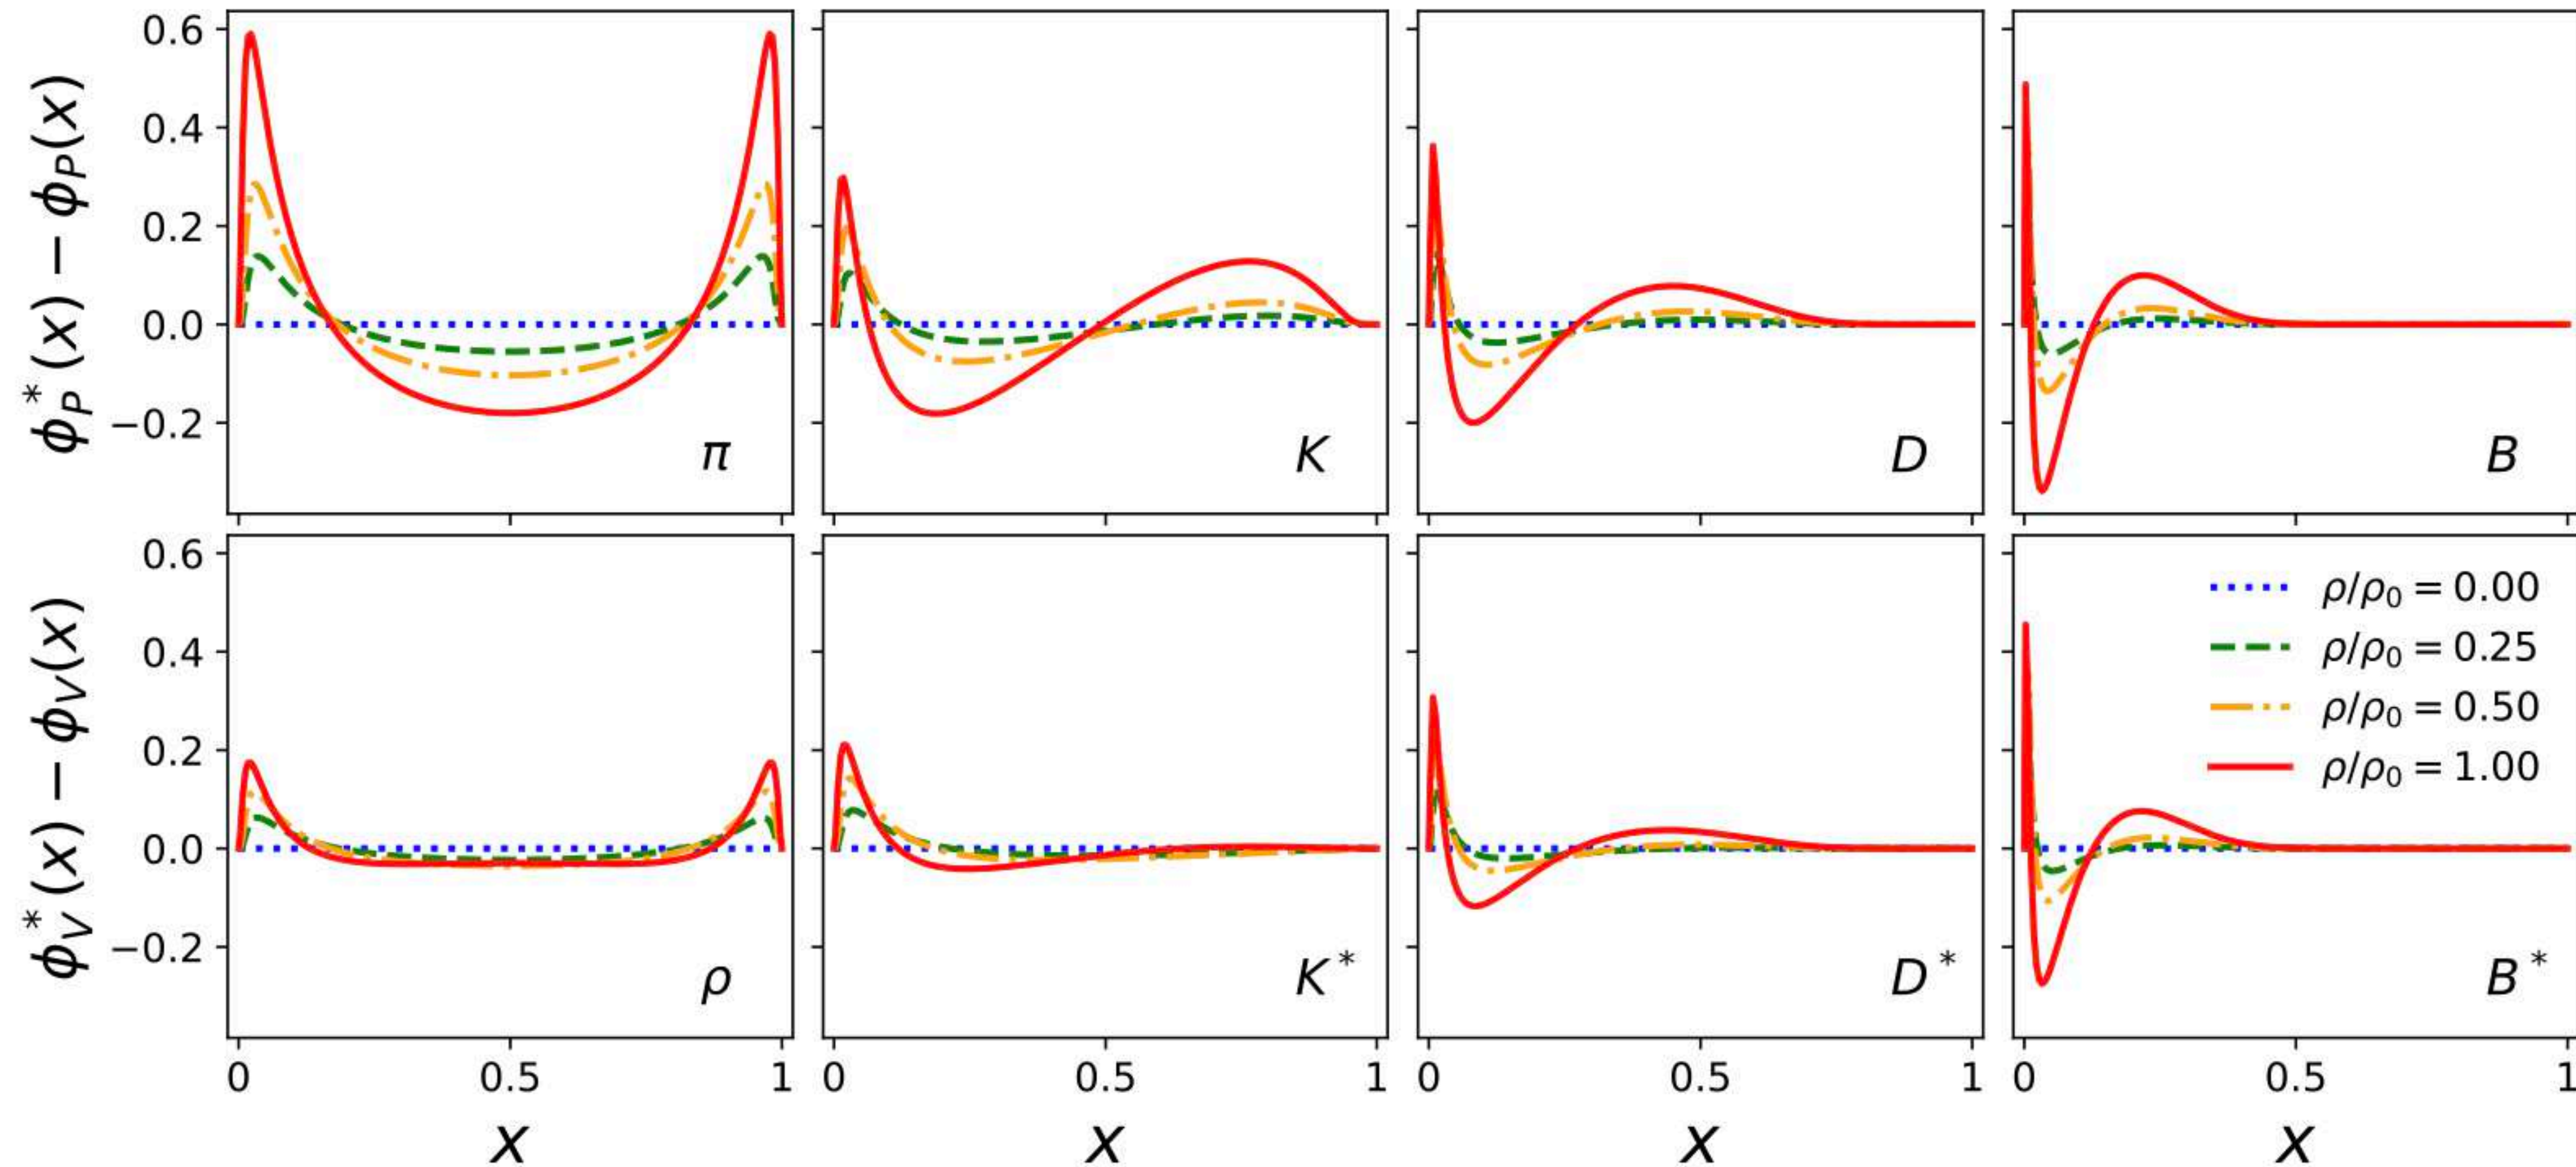 ϕ*P(x) − ϕP(x)
0.6
0.4
0.2
0.0
−0.2
π
K
D
B
ϕ*V(x) − ϕV(x)
0.6
0.4
0.2
0.0
−0.2
ρ
K*
D*
B*
ρ/ρ₀ = 0.00
ρ/ρ₀ = 0.25
ρ/ρ₀ = 0.50
ρ/ρ₀ = 1.00
0 0.5 1 0 0.5 1 0 0.5 1 0 0.5 1
x x x x